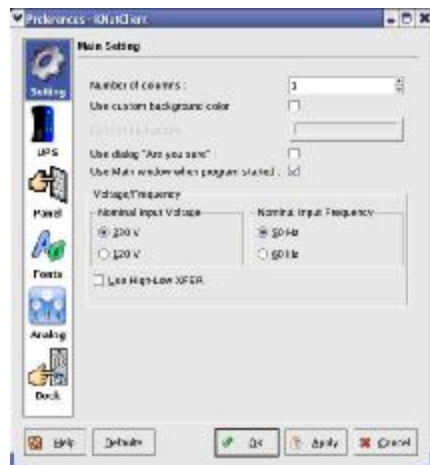 Preferences - KNutClient
Main Setting
Setting
UPS
Panel
Fonts
Analog
Dock
Number of columns :
Use custom background color
Use dialog "Are you sure"
Use Main window when program started :
Voltage/Frequency
Nominal Input Voltage
230 V
120 V
Nominal Input Frequency
50 Hz
60 Hz
Use High-Low XFER
Help
Defaults
OK
Apply
Cancel